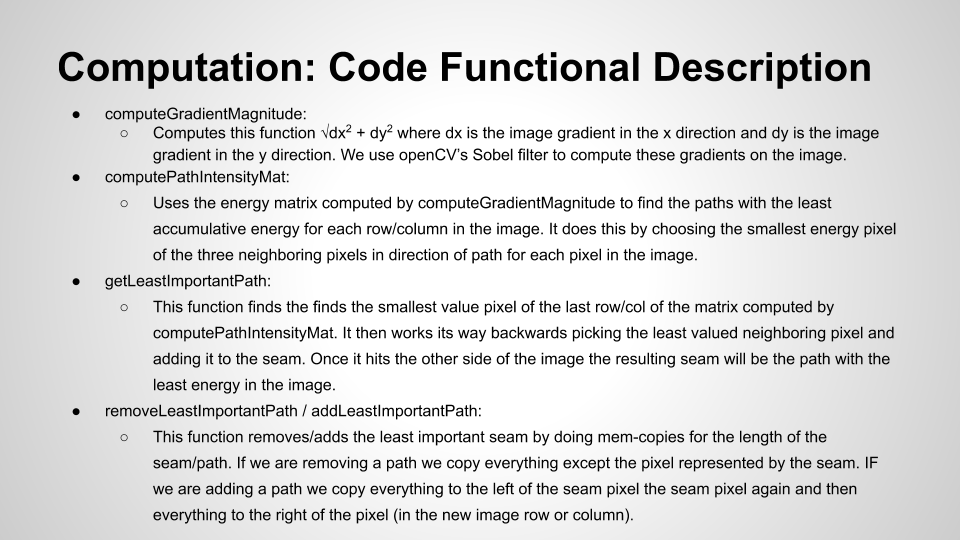 Computation: Code Functional Description
● computeGradientMagnitude:
○ Computes this function √dx² + dy² where dx is the image gradient in the x direction and dy is the image
gradient in the y direction. We use openCV's Sobel filter to compute these gradients on the image.
● computePathIntensityMat:
○ Uses the energy matrix computed by computeGradientMagnitude to find the paths with the least
accumulative energy for each row/column in the image. It does this by choosing the smallest energy pixel
of the three neighboring pixels in direction of path for each pixel in the image.
● getLeastImportantPath:
○ This function finds the finds the smallest value pixel of the last row/col of the matrix computed by
computePathIntensityMat. It then works its way backwards picking the least valued neighboring pixel and
adding it to the seam. Once it hits the other side of the image the resulting seam will be the path with the
least energy in the image.
● removeLeastImportantPath / addLeastImportantPath:
○ This function removes/adds the least important seam by doing mem-copies for the length of the
seam/path. If we are removing a path we copy everything except the pixel represented by the seam. IF
we are adding a path we copy everything to the left of the seam pixel the seam pixel again and then
everything to the right of the pixel (in the new image row or column).